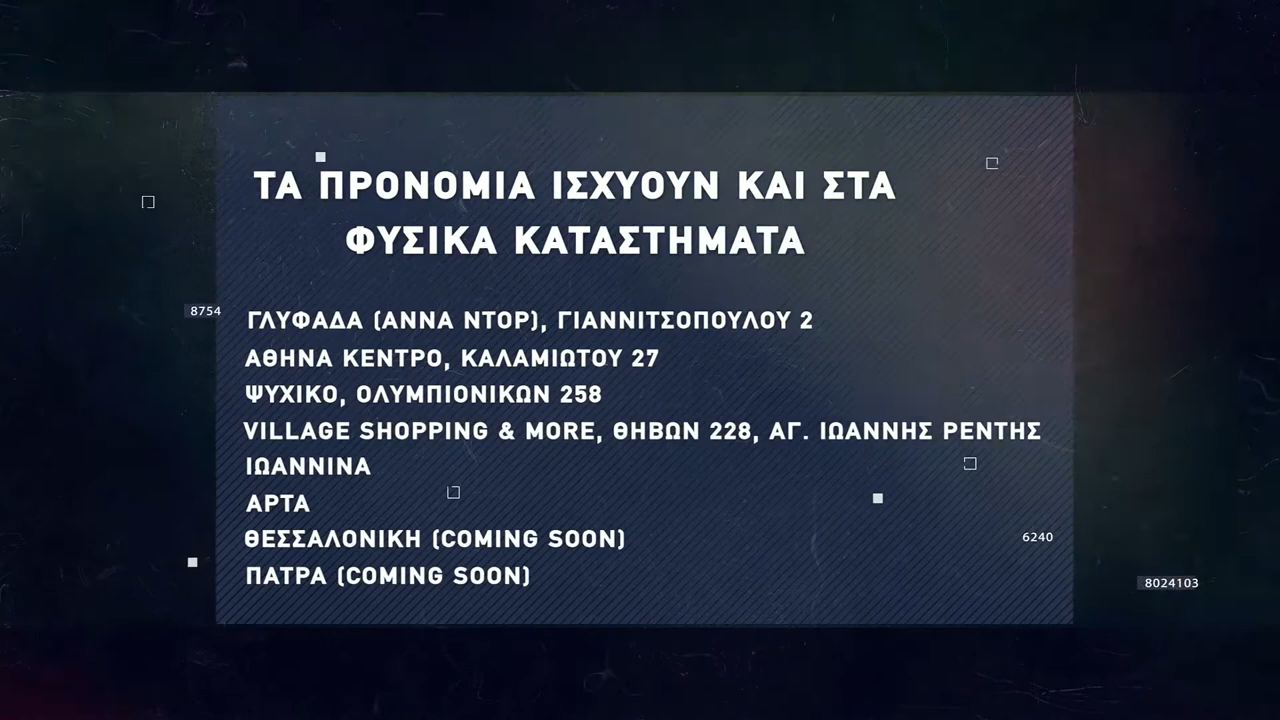 ΤΑ ΠΡΟΝΟΜΙΑ ΙΣΧΥΟΥΝ ΚΑΙ ΣΤΑ
ΦΥΣΙΚΑ ΚΑΤΑΣΤΗΜΑΤΑ
8754
ΓΛΥΦΑΔΑ (ΑΝΝΑ ΝΤΟΡ), ΓΙΑΝΝΙΤΣΟΠΟΥΛΟΥ 2
ΑΘΗΝΑ ΚΕΝΤΡΟ, ΚΑΛΑΜΙΩΤΟΥ 27
ΨΥΧΙΚΟ, ΟΛΥΜΠΙΟΝΙΚΩΝ 258
VILLAGE SHOPPING & MORE, ΘΗΒΩΝ 228, ΑΓ. ΙΩΑΝΝΗΣ ΡΕΝΤΗΣ
ΙΩΑΝΝΙΝΑ
ΑΡΤΑ
ΘΕΣΣΑΛΟΝΙΚΗ (COMING SOON)
6240
ΠΑΤΡΑ (COMING SOON)
8024103